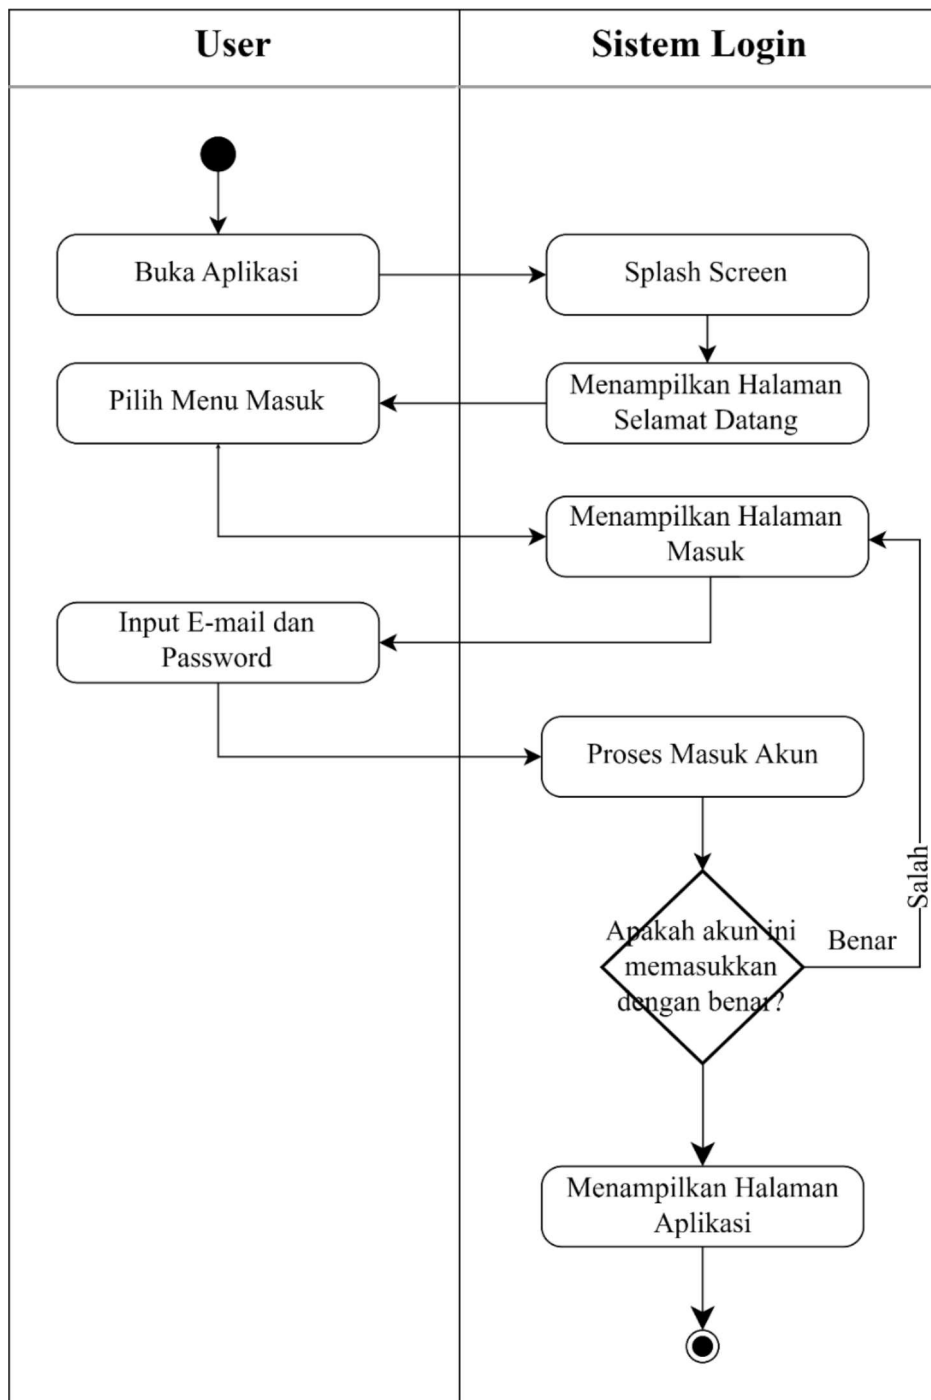 User
Sistem Login
Buka Aplikasi
Splash Screen
Pilih Menu Masuk
Menampilkan Halaman
Selamat Datang
Menampilkan Halaman
Masuk
Input E-mail dan
Password
Proses Masuk Akun
Salah
Apakah akun ini
memasukkan
dengan benar?
Benar
Menampilkan Halaman
Aplikasi